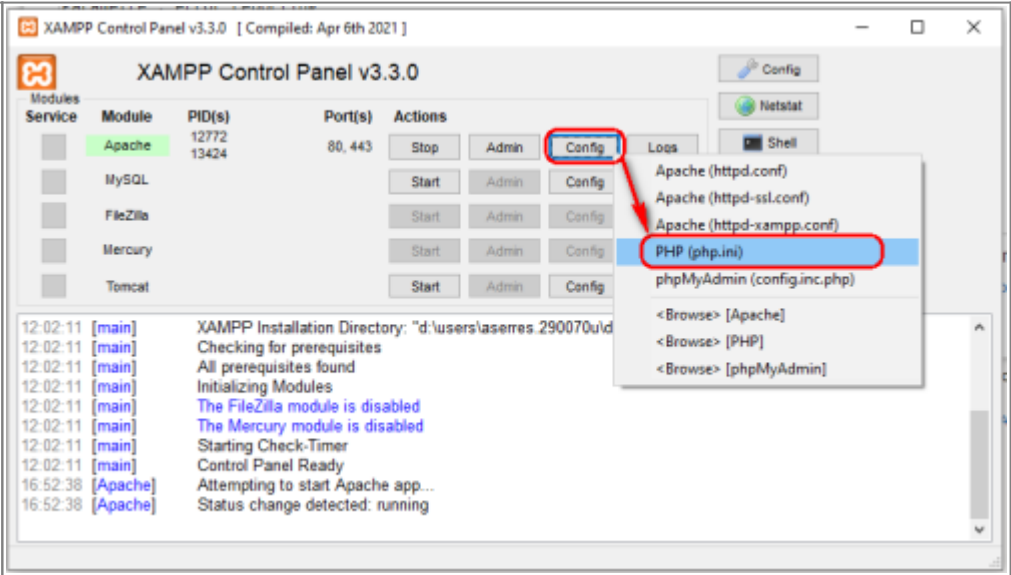 XAMPP Control Panel v3.3.0 [ Compiled: Apr 6th 2021 ]
XAMPP Control Panel v3.3.0
Config
Netstat
Shell
Modules
Service Module PID(s) Port(s) Actions
Apache 12772 13424 80, 443 Stop Admin Config Logs
MySQL Start Admin Config
FileZilla Start Admin Config
Mercury Start Admin Config
Tomcat Start Admin Config
Apache (httpd.conf)
Apache (httpd-ssl.conf)
Apache (httpd-xampp.conf)
PHP (php.ini)
phpMyAdmin (config.inc.php)
<Browse> [Apache]
<Browse> [PHP]
<Browse> [phpMyAdmin]
12:02:11 [main] XAMPP Installation Directory: "d:\users\aserres.290070u\d
12:02:11 [main] Checking for prerequisites
12:02:11 [main] All prerequisites found
12:02:11 [main] Initializing Modules
12:02:11 [main] The FileZilla module is disabled
12:02:11 [main] The Mercury module is disabled
12:02:11 [main] Starting Check-Timer
12:02:11 [main] Control Panel Ready
16:52:38 [Apache] Attempting to start Apache app...
16:52:38 [Apache] Status change detected: running